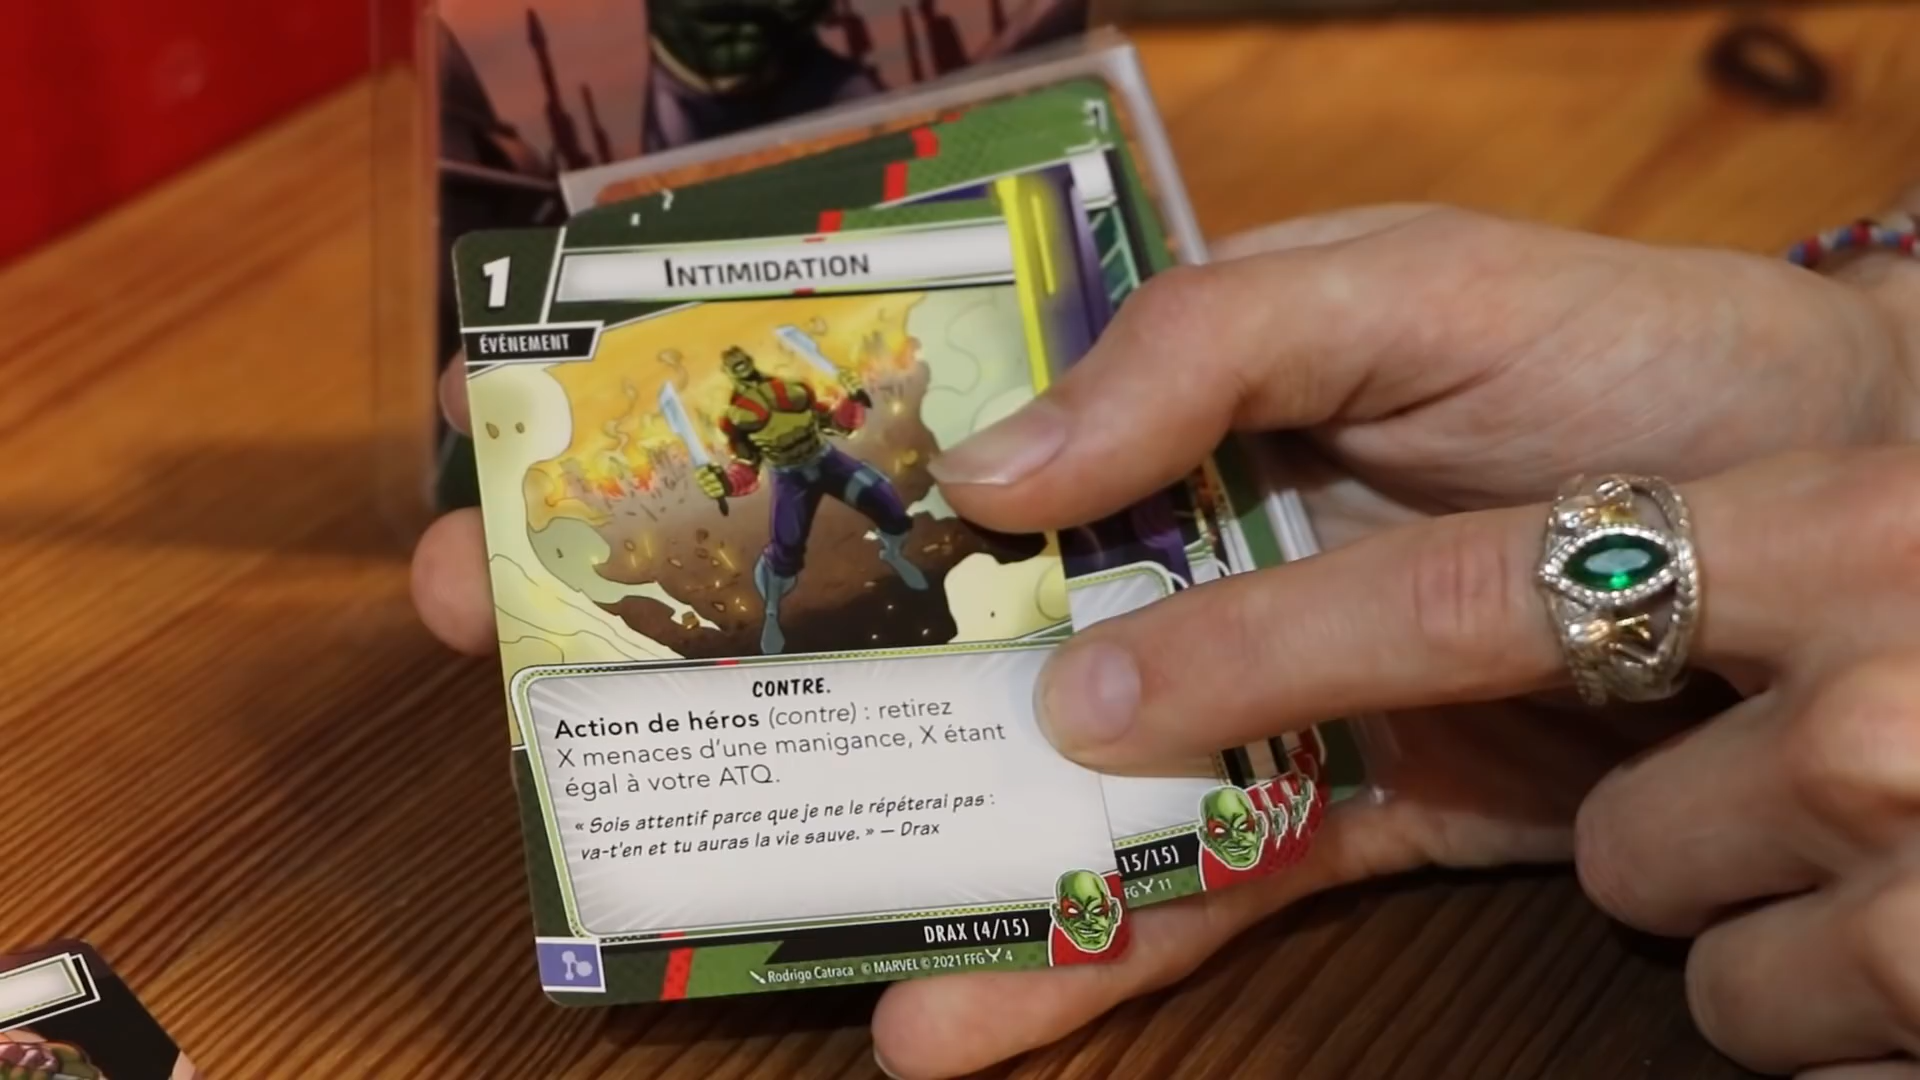 1
INTIMIDATION
ÉVÉNEMENT
CONTRE.
Action de héros (contre) : retirez
X menaces d'une manigance, X étant
égal à votre ATQ.
« Sois attentif parce que je ne le répéterai pas :
va-t'en et tu auras la vie sauve. » — Drax
15/15)
FG 11
DRAX (4/15)
Rodrigo Catraca © MARVEL © 2021 FFG 4